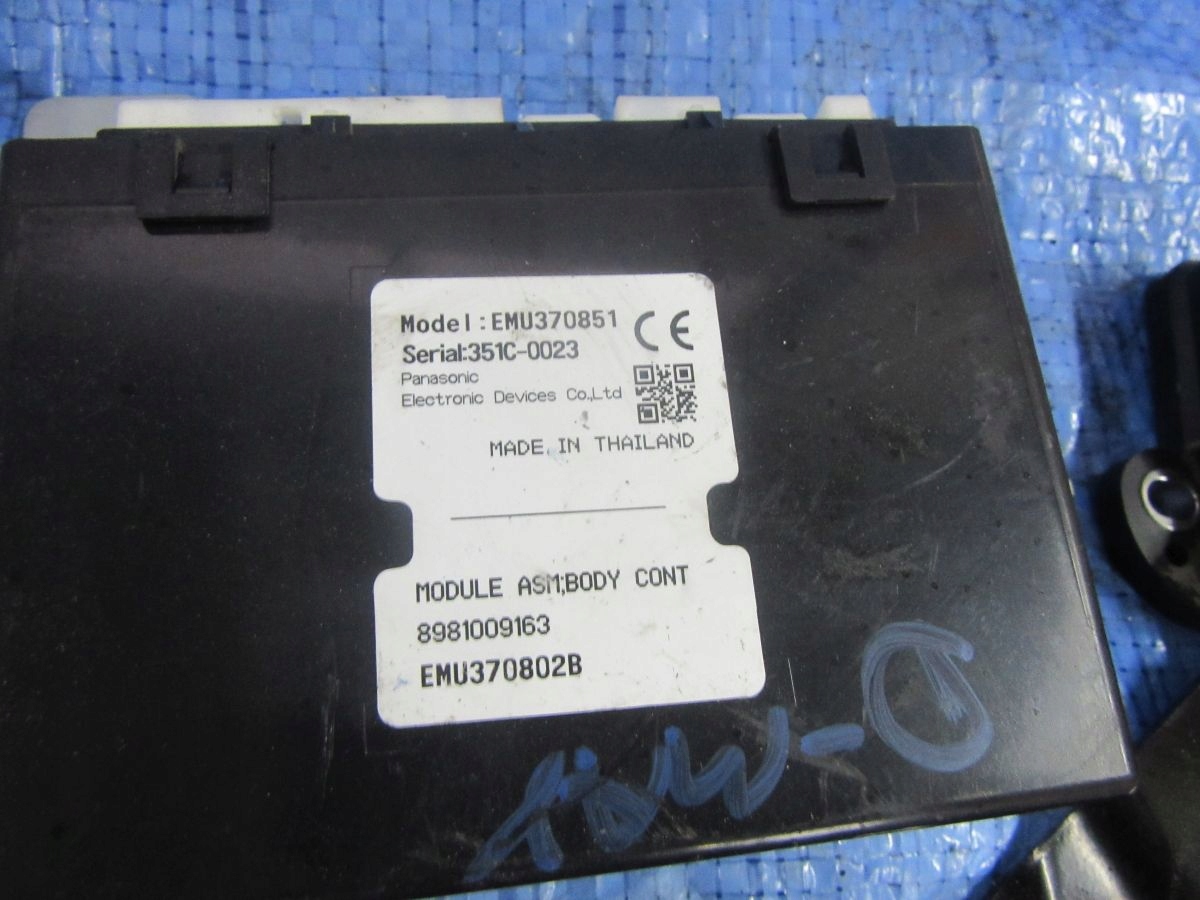 Model:EMU370851
CE
Serial:351C-0023
Panasonic
Electronic Devices Co.,Ltd
MADE IN THAILAND
MODULE ASM;BODY CONT
8981009163
EMU370802B